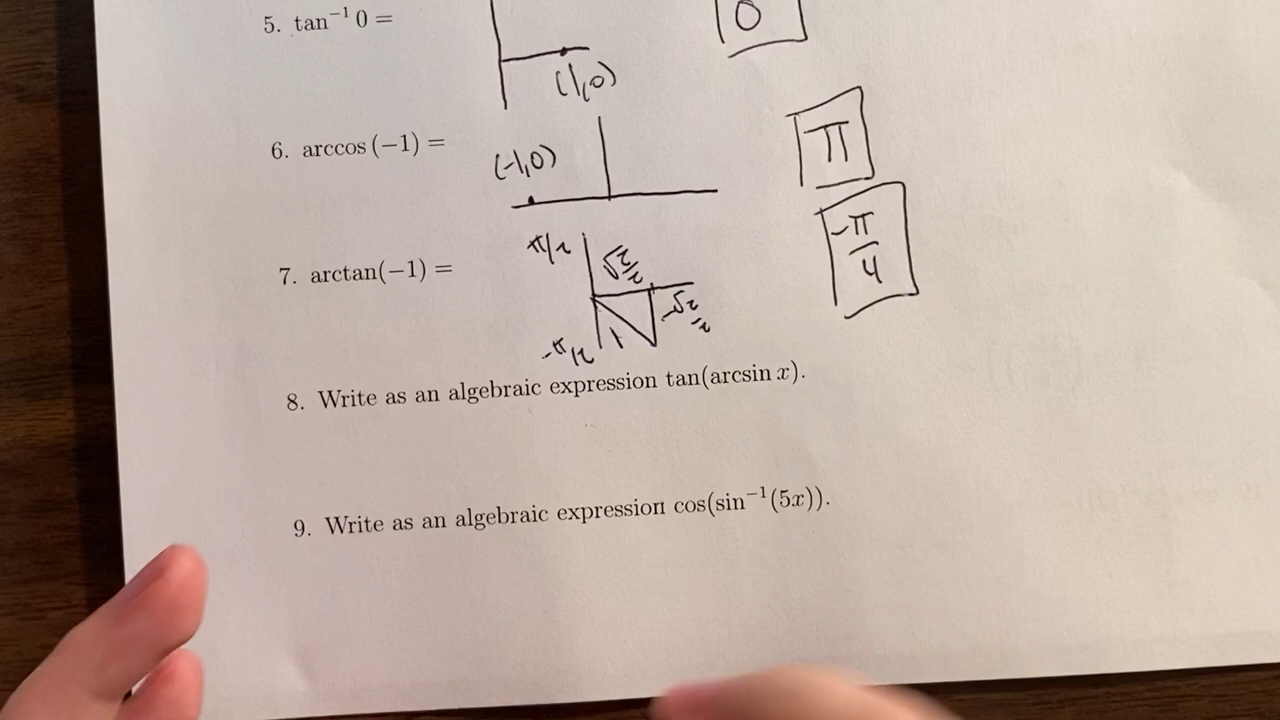 5. tan⁻¹ 0 =
0
(1,0)
6. arccos (−1) =
(-1,0)
π
7. arctan(−1) =
π/2
√2/2
-√2/2
1
-π/2
-π/4
8. Write as an algebraic expression tan(arcsin x).
9. Write as an algebraic expression cos(sin⁻¹(5x)).